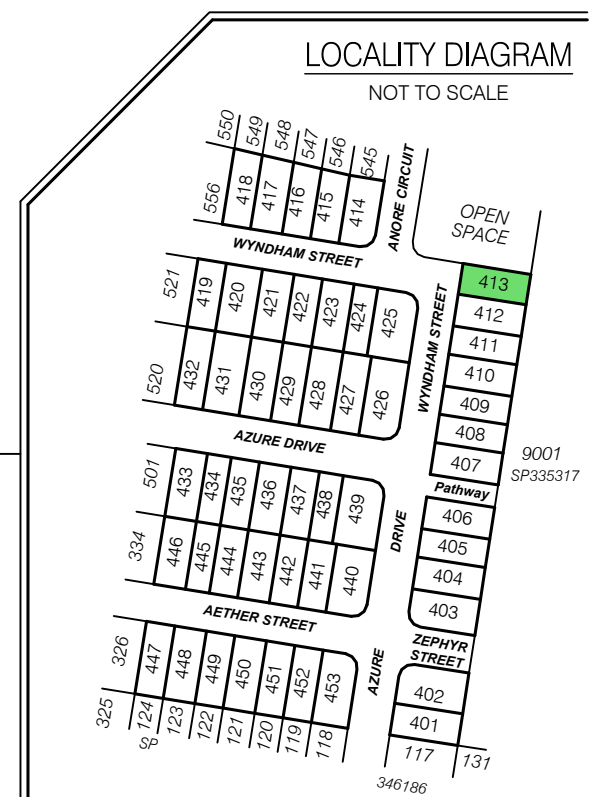 LOCALITY DIAGRAM
NOT TO SCALE
550 549 548 547 546 545
556 418 417 416 415 414
ANORE CIRCUIT
OPEN
SPACE
WYNDHAM STREET
413
521 419 420 421 422 423 424 425
WYNDHAM STREET
412
411
410
520 432 431 430 429 428 427 426
409
408
407
AZURE DRIVE
9001
SP335317
Pathway
501 433 434 435 436 437 438 439
DRIVE
406
405
334 446 445 444 443 442 441 440
404
403
AETHER STREET
ZEPHYR
STREET
326 447 448 449 450 451 452 453
AZURE
402
401
325 124 123 122 121 120 119 118
SP
117 131
346186